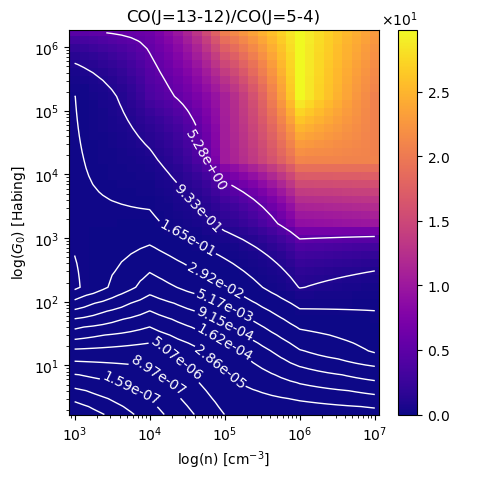 CO(J=13-12)/CO(J=5-4)
×10¹
log(G₀) [Habing]
10⁶
10⁵
10⁴
10³
10²
10¹
5.28e+00
9.33e-01
1.65e-01
2.92e-02
5.17e-03
9.15e-04
1.62e-04
2.86e-05
5.07e-06
8.97e-07
1.59e-07
2.5
2.0
1.5
1.0
0.5
0.0
10³ 10⁴ 10⁵ 10⁶ 10⁷
log(n) [cm⁻³]